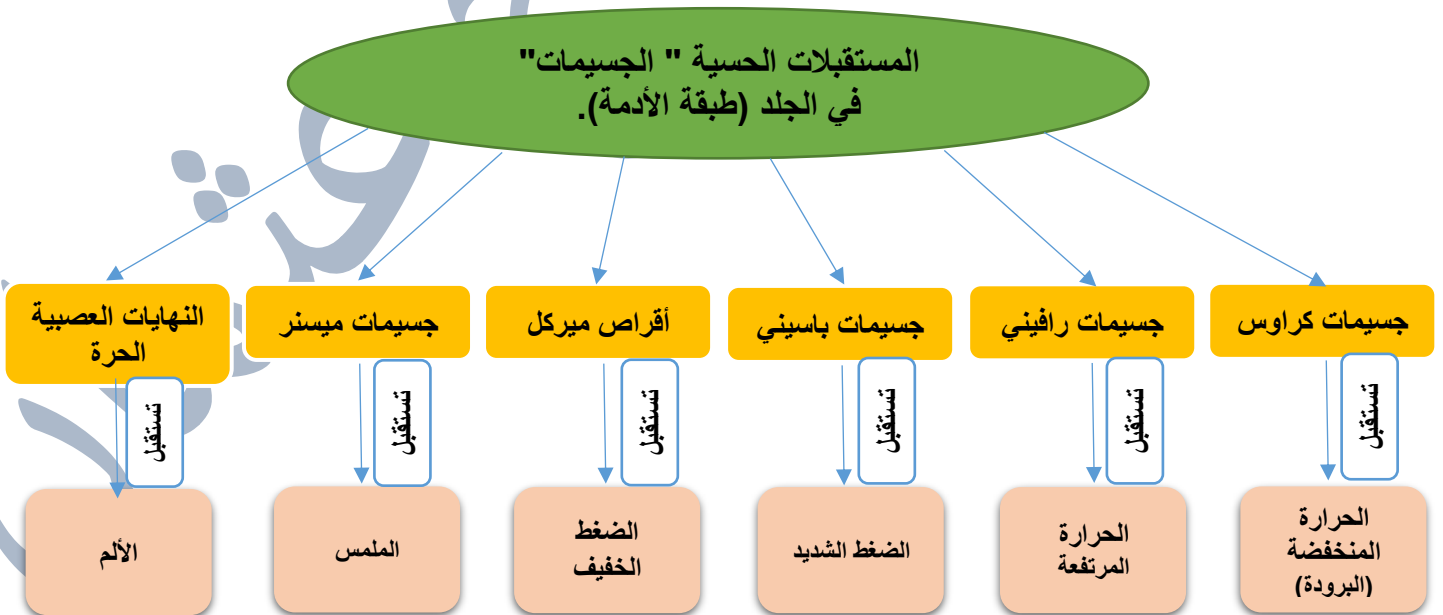 المستقبلات الحسية " الجسيمات"
في الجلد (طبقة الأدمة).
جسيمات كراوس
جسيمات رافيني
جسيمات باسيني
أقراص ميركل
جسيمات ميسنر
النهايات العصبية
الحرة
تستقبل
تستقبل
تستقبل
تستقبل
تستقبل
تستقبل
الحرارة
المنخفضة
(البرودة)
الحرارة
المرتفعة
الضغط الشديد
الضغط
الخفيف
الملمس
الألم